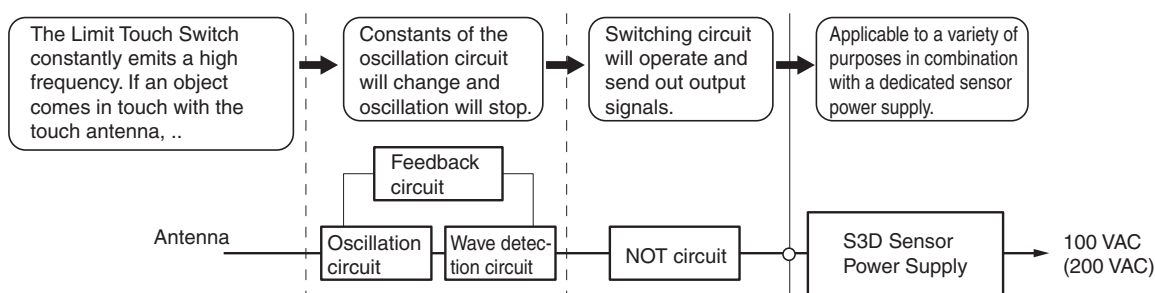 The Limit Touch Switch
constantly emits a high
frequency. If an object
comes in touch with the
touch antenna, ..
Constants of the
oscillation circuit
will change and
oscillation will stop.
Switching circuit
will operate and
send out output
signals.
Applicable to a variety of
purposes in combination
with a dedicated sensor
power supply.
Feedback
circuit
Antenna
Oscillation
circuit
Wave detec-
tion circuit
NOT circuit
S3D Sensor
Power Supply
100 VAC
(200 VAC)